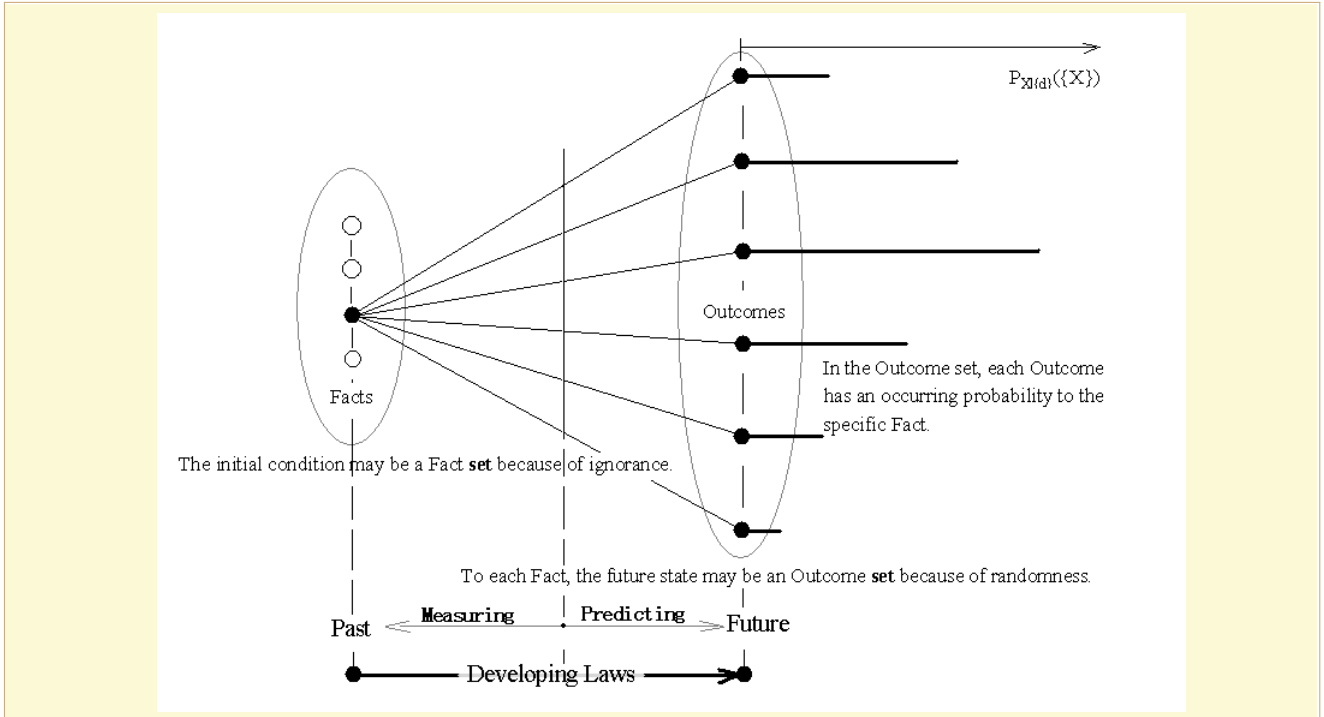 P_{X|{d}}({X})
Outcomes
In the Outcome set, each Outcome
has an occurring probability to the
specific Fact.
Facts
The initial condition may be a Fact set because of ignorance.
To each Fact, the future state may be an Outcome set because of randomness.
Measuring
Predicting
Past
Future
Developing Laws